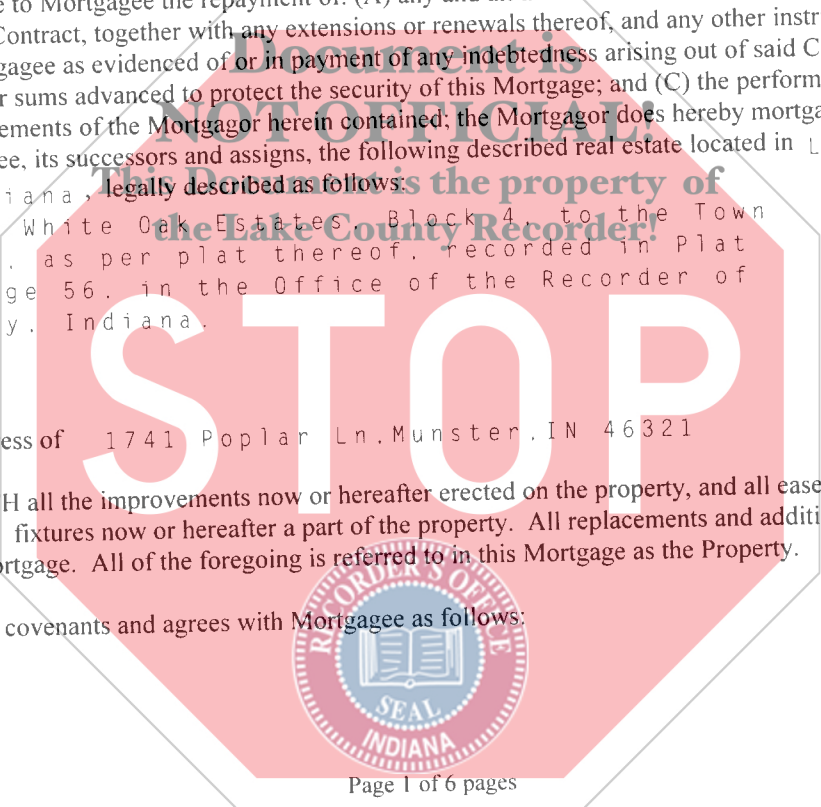 e to Mortgagee the repayment of: (A) any and
Contract, together with any extensions or renewals thereof, and any other instr
gagee as evidenced of or in payment of any indebtedness arising out of said C
r sums advanced to protect the security of this Mortgage; and (C) the perform
ements of the Mortgagor herein contained; the Mortgagor does hereby mortga
ee, its successors and assigns, the following described real estate located in L
iana, legally described as follows:
White Oak Estates, Block 4, to the Town
. as per plat thereof, recorded in Plat
ge 56, in the Office of the Recorder of
y, Indiana.
ess of 1741 Poplar Ln.Munster,IN 46321
H all the improvements now or hereafter erected on the property, and all ease
fixtures now or hereafter a part of the property. All replacements and additi
ortgage. All of the foregoing is referred to in this Mortgage as the Property.
covenants and agrees with Mortgagee as follows:
Page 1 of 6 pages
Document is
NOT OFFICIAL!
This Document is the property of
the Lake County Recorder!
STOP
RECORDER'S OFFICE
SEAL
INDIANA